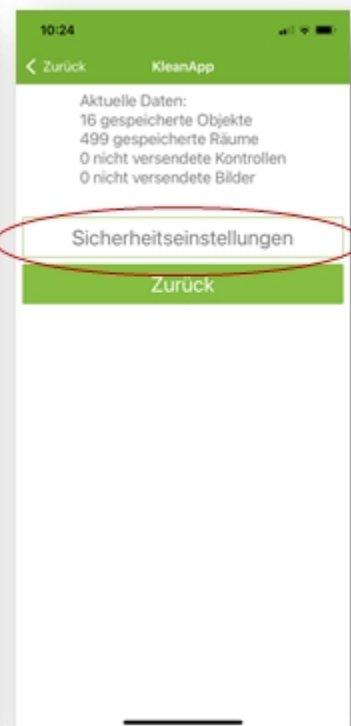 10:24
Zurück KleanApp
Aktuelle Daten:
16 gespeicherte Objekte
499 gespeicherte Räume
0 nicht versendete Kontrollen
0 nicht versendete Bilder
Sicherheitseinstellungen
Zurück